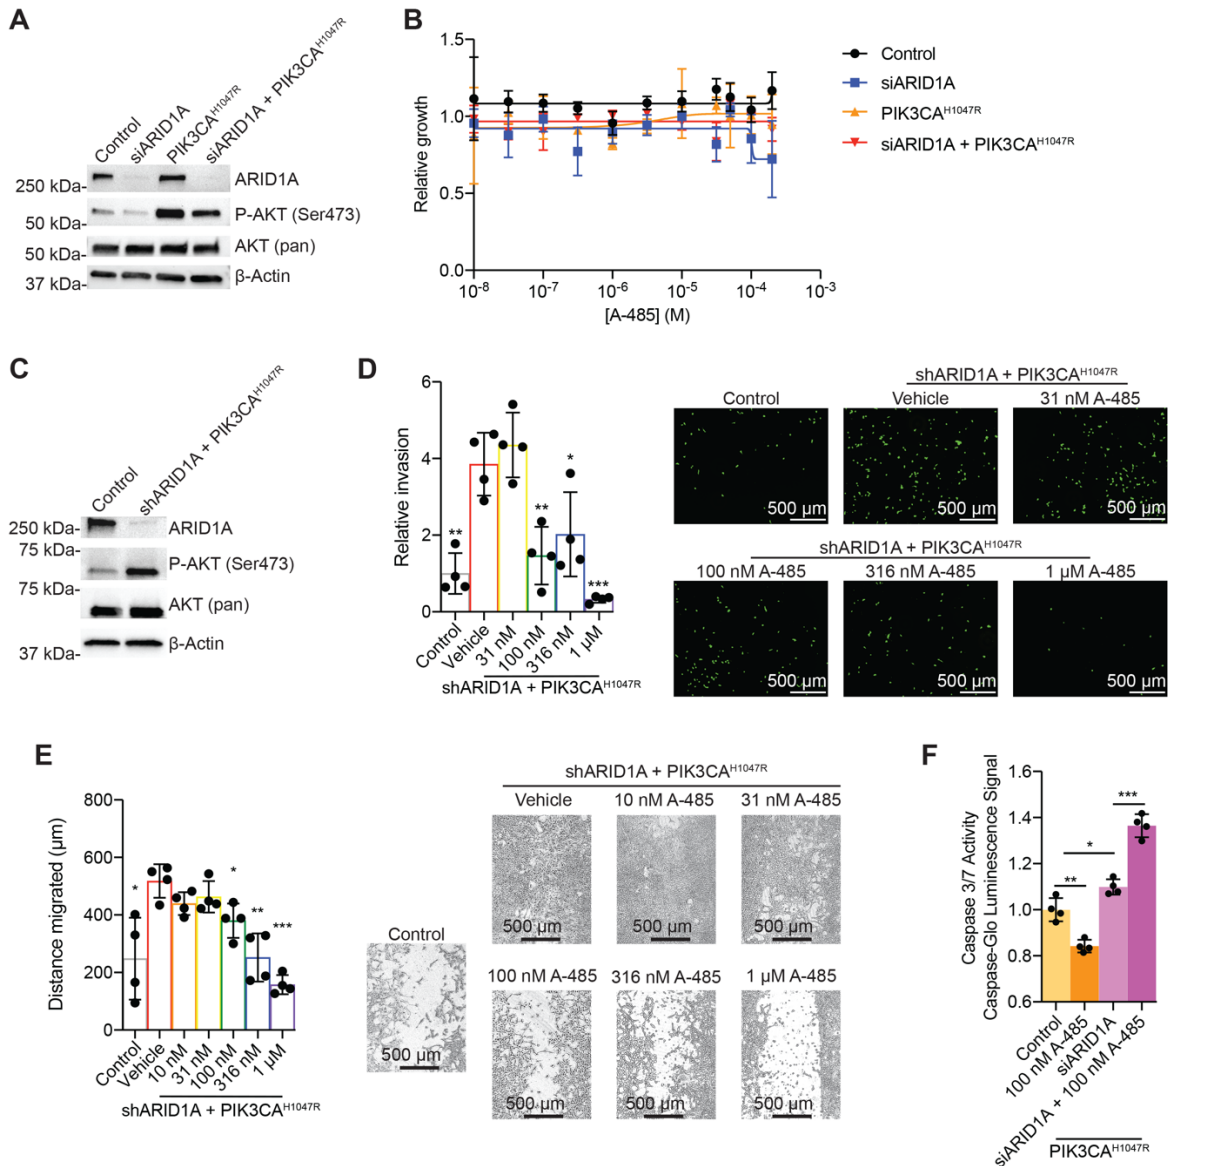 A
Control
siARID1A
PIK3CAH1047R
siARID1A + PIK3CAH1047R
250 kDa-
ARID1A
50 kDa-
P-AKT (Ser473)
50 kDa-
AKT (pan)
37 kDa-
β-Actin
B
Relative growth
1.5
1.0
0.5
0.0
10-8
10-7
10-6
10-5
10-4
10-3
[A-485] (M)
Control
siARID1A
PIK3CAH1047R
siARID1A + PIK3CAH1047R
C
Control
shARID1A + PIK3CAH1047R
250 kDa-
ARID1A
75 kDa-
P-AKT (Ser473)
75 kDa-
AKT (pan)
β-Actin
37 kDa-
D
Relative invasion
6
4
2
0
**
**
*
***
Control
Vehicle
31 nM
100 nM
316 nM
1 µM
shARID1A + PIK3CAH1047R
shARID1A + PIK3CAH1047R
Control
Vehicle
31 nM A-485
500 µm
500 µm
500 µm
shARID1A + PIK3CAH1047R
100 nM A-485
316 nM A-485
1 µM A-485
500 µm
500 µm
500 µm
E
Distance migrated (µm)
800
600
400
200
0
*
*
**
***
Control
Vehicle
10 nM
31 nM
100 nM
316 nM
1 µM
shARID1A + PIK3CAH1047R
Control
500 µm
shARID1A + PIK3CAH1047R
Vehicle
10 nM A-485
31 nM A-485
500 µm
500 µm
500 µm
100 nM A-485
316 nM A-485
1 µM A-485
500 µm
500 µm
500 µm
F
Caspase 3/7 Activity
Caspase-Glo Luminescence Signal
1.6
1.4
1.2
1.0
0.8
0.6
**
*
***
Control
100 nM A-485
siARID1A
siARID1A + 100 nM A-485
PIK3CAH1047R